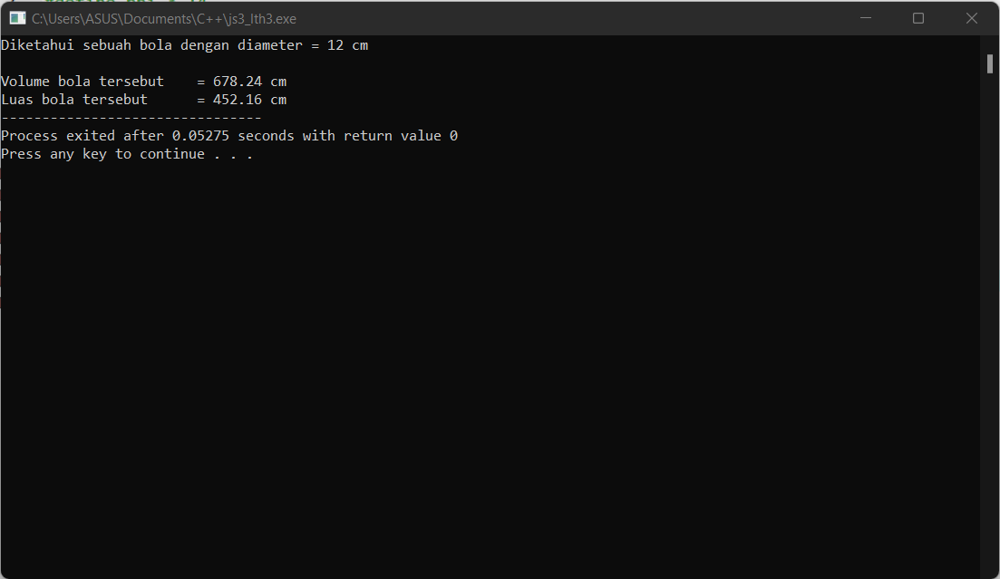 C:\Users\ASUS\Documents\C++\js3_lth3.exe
Diketahui sebuah bola dengan diameter = 12 cm
Volume bola tersebut    = 678.24 cm
Luas bola tersebut      = 452.16 cm
--------------------------------
Process exited after 0.05275 seconds with return value 0
Press any key to continue . . .